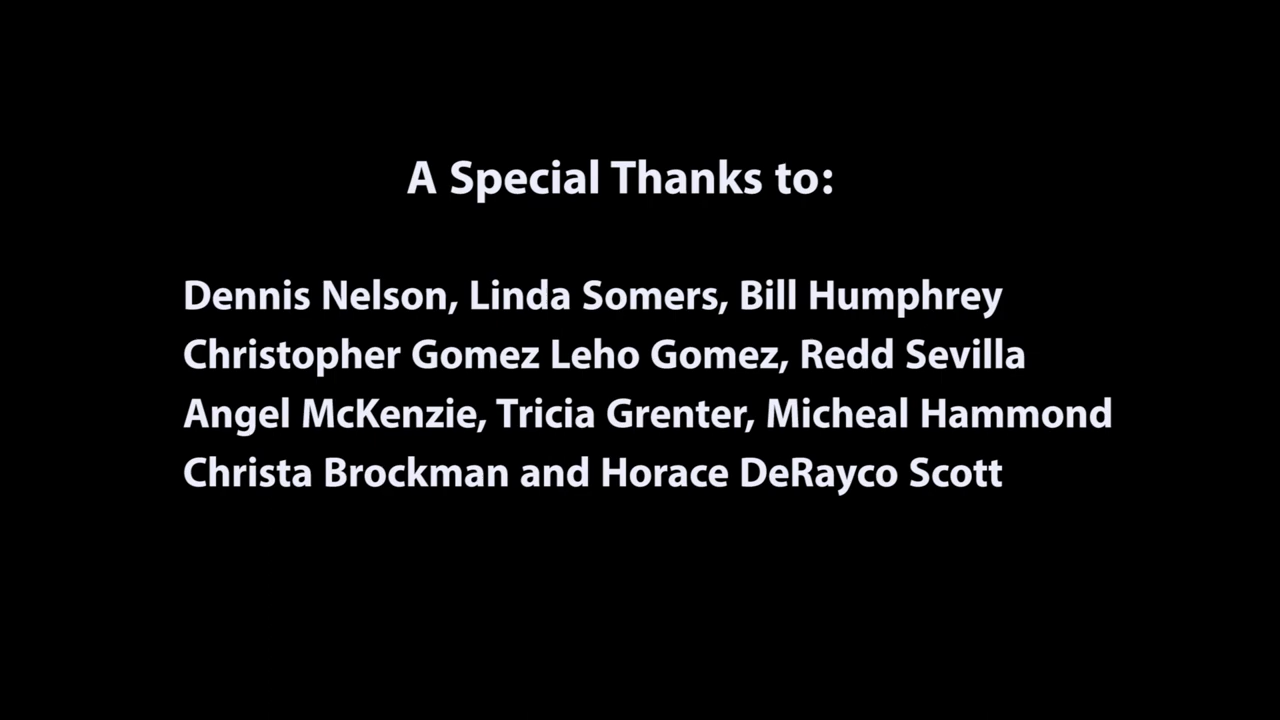 A Special Thanks to:
Dennis Nelson, Linda Somers, Bill Humphrey
Christopher Gomez Leho Gomez, Redd Sevilla
Angel McKenzie, Tricia Grenter, Micheal Hammond
Christa Brockman and Horace DeRayco Scott